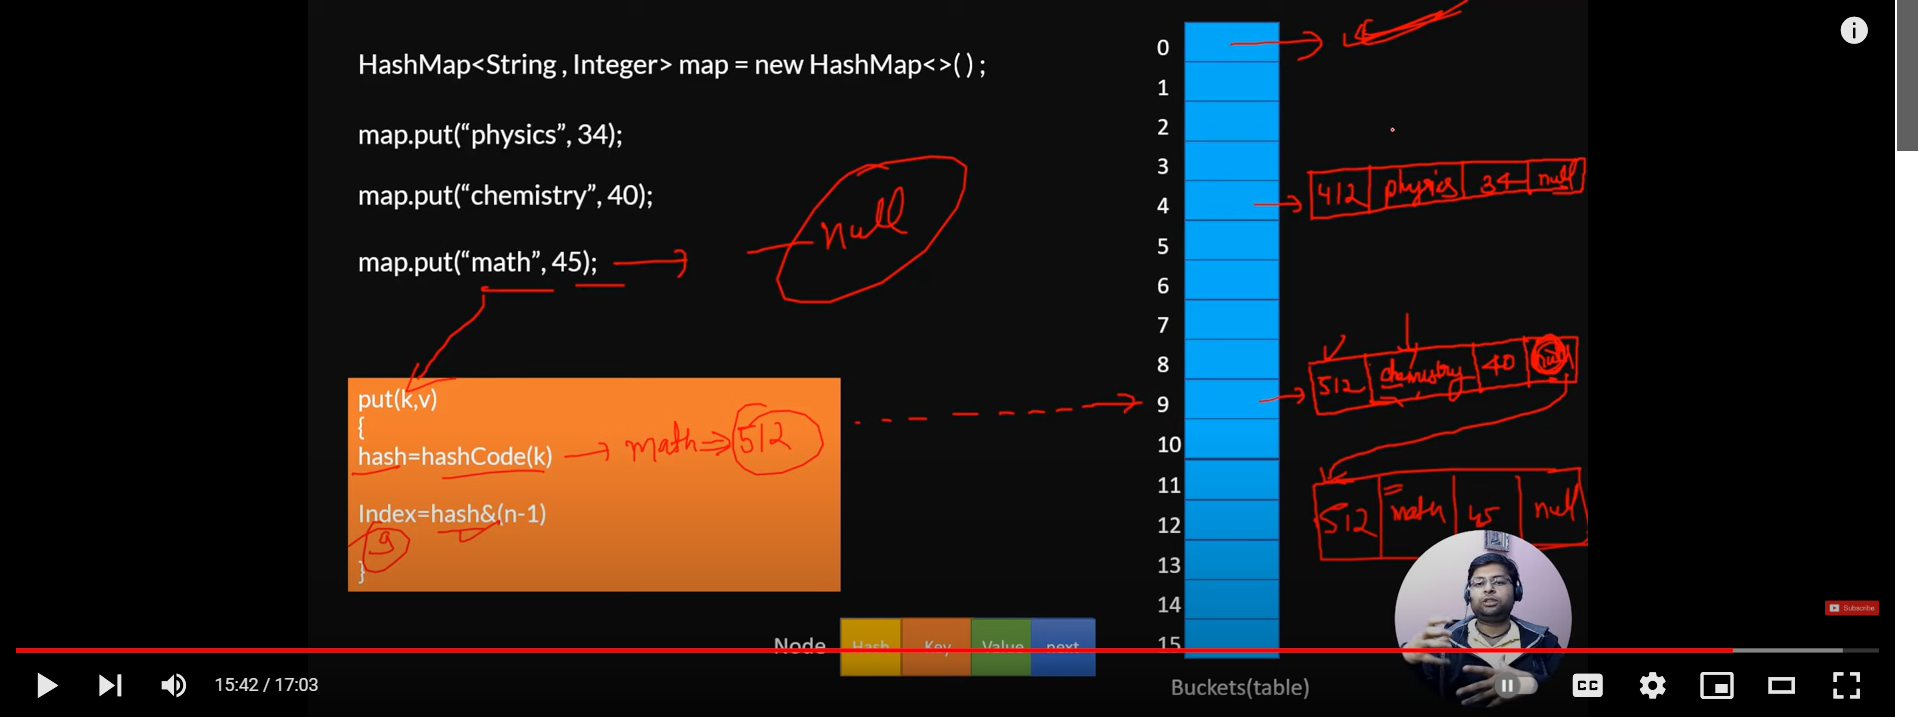 HashMap<String , Integer> map = new HashMap<>( ) ;
map.put(“physics”, 34);
map.put(“chemistry”, 40);
map.put(“math”, 45);
null
put(k,v)
{
hash=hashCode(k)
math => 512
Index=hash&(n-1)
9
}
Node
Hash
Key
Value
next
0
1
2
3
4
5
6
7
8
9
10
11
12
13
14
15
Buckets(table)
412 physics 34 null
512 chemistry 40 null
512 math 45 null
Subscribe
15:42 / 17:03
CC